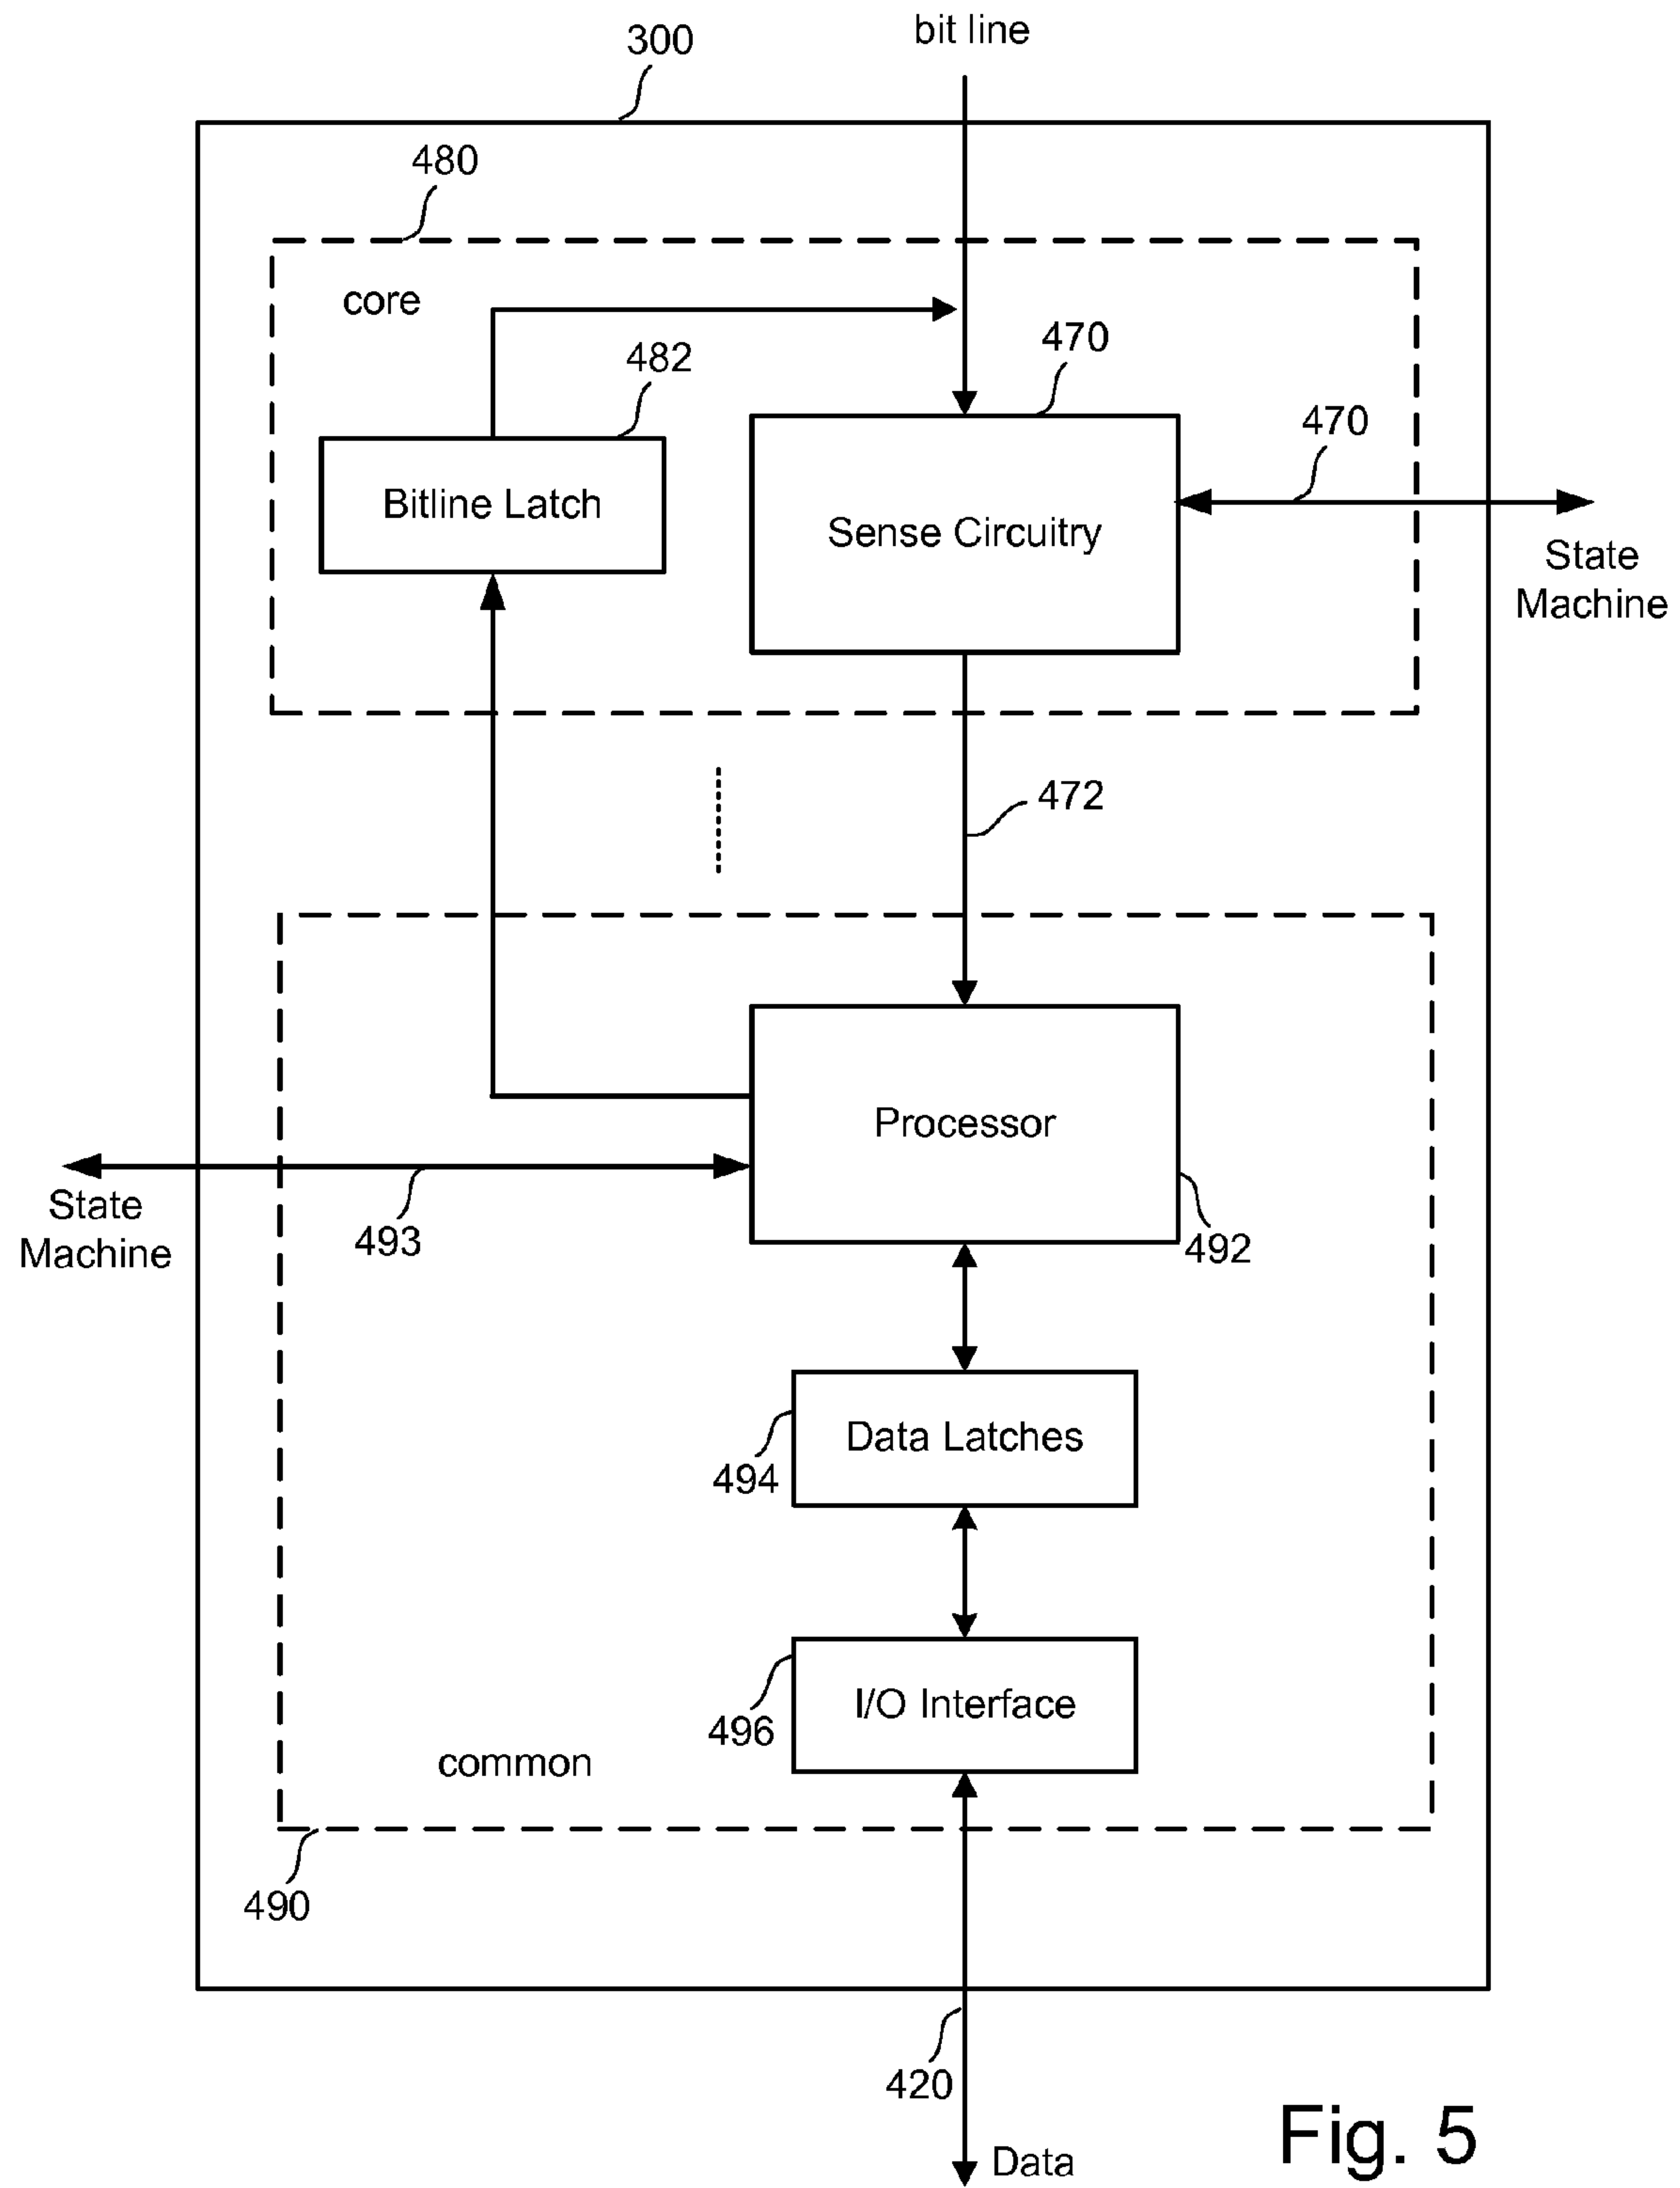 bit line
300
480
core
470
482
470
Bitline Latch
Sense Circuitry
State
Machine
472
Processor
State
Machine
493
492
Data Latches
494
I/O Interface
496
common
490
420
Data
Fig. 5